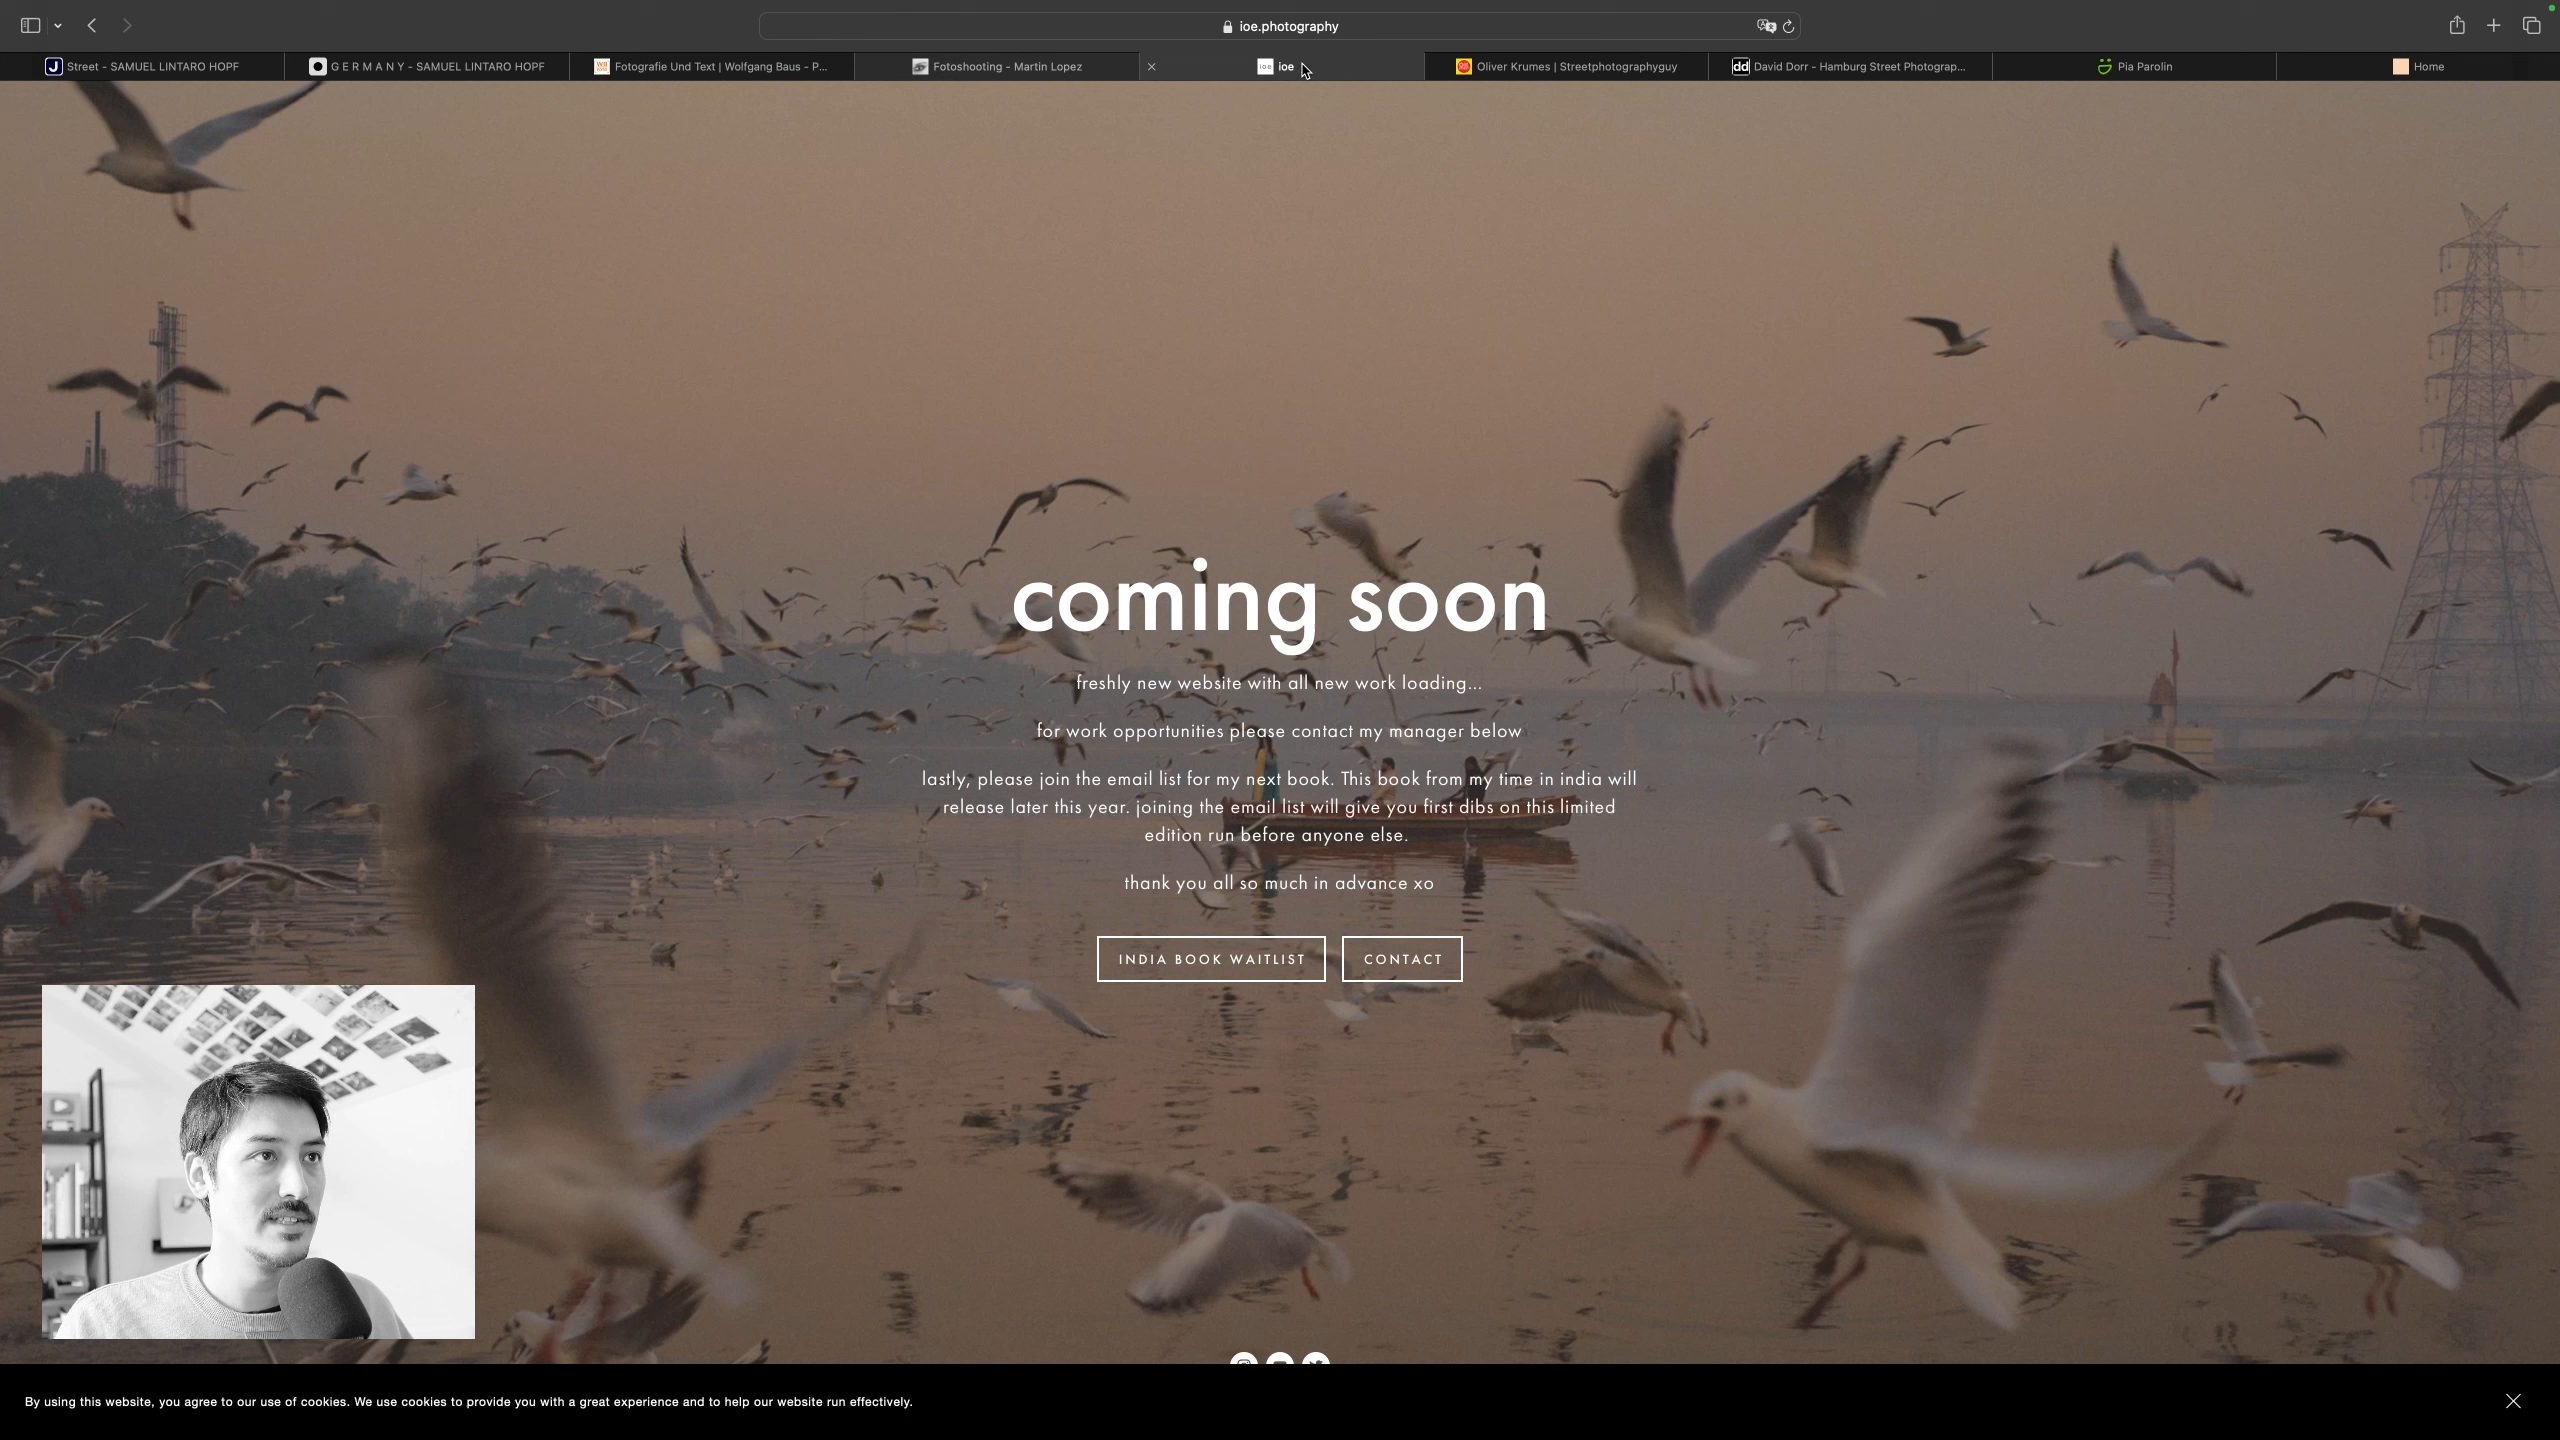 ioe.photography
Street - SAMUEL LINTARO HOPF
G E R M A N Y - SAMUEL LINTARO HOPF
Fotografie Und Text | Wolfgang Baus - P...
Fotoshooting - Martin Lopez
ioe
ioe
Oliver Krumes | Streetphotographyguy
dd
David Dorr - Hamburg Street Photograp...
Pia Parolin
Home
coming soon
freshly new website with all new work loading...
for work opportunities please contact my manager below
lastly, please join the email list for my next book. This book from my time in india will
release later this year. joining the email list will give you first dibs on this limited
edition run before anyone else.
thank you all so much in advance xo
INDIA BOOK WAITLIST
CONTACT
By using this website, you agree to our use of cookies. We use cookies to provide you with a great experience and to help our website run effectively.